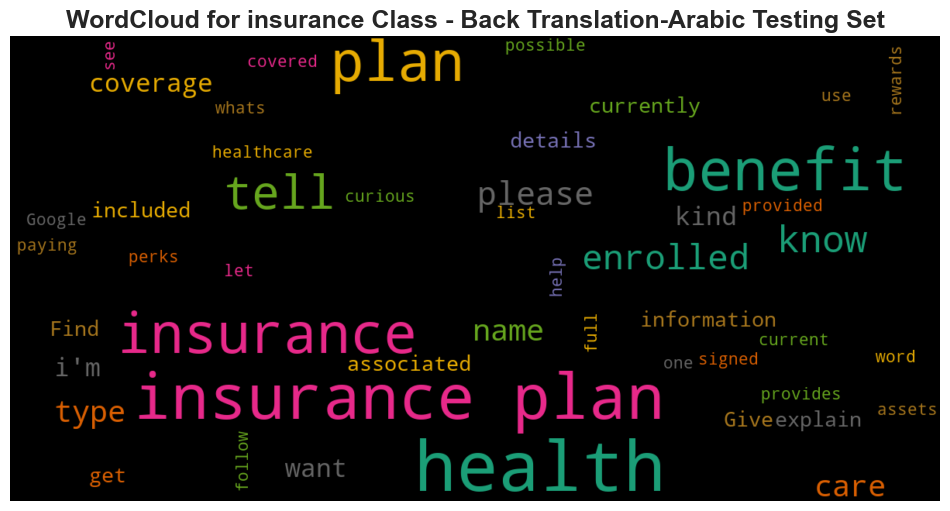 WordCloud for insurance Class - Back Translation-Arabic Testing Set
see
covered
plan
possible
rewards
coverage
whats
currently
use
details
healthcare
benefit
tell
curious
please
included
Google
list
kind
provided
know
paying
perks
let
help
enrolled
insurance
Find
name
full
information
current
i'm
associated
one
signed
word
insurance plan
type
provides
Give
explain
assets
follow
want
health
get
care